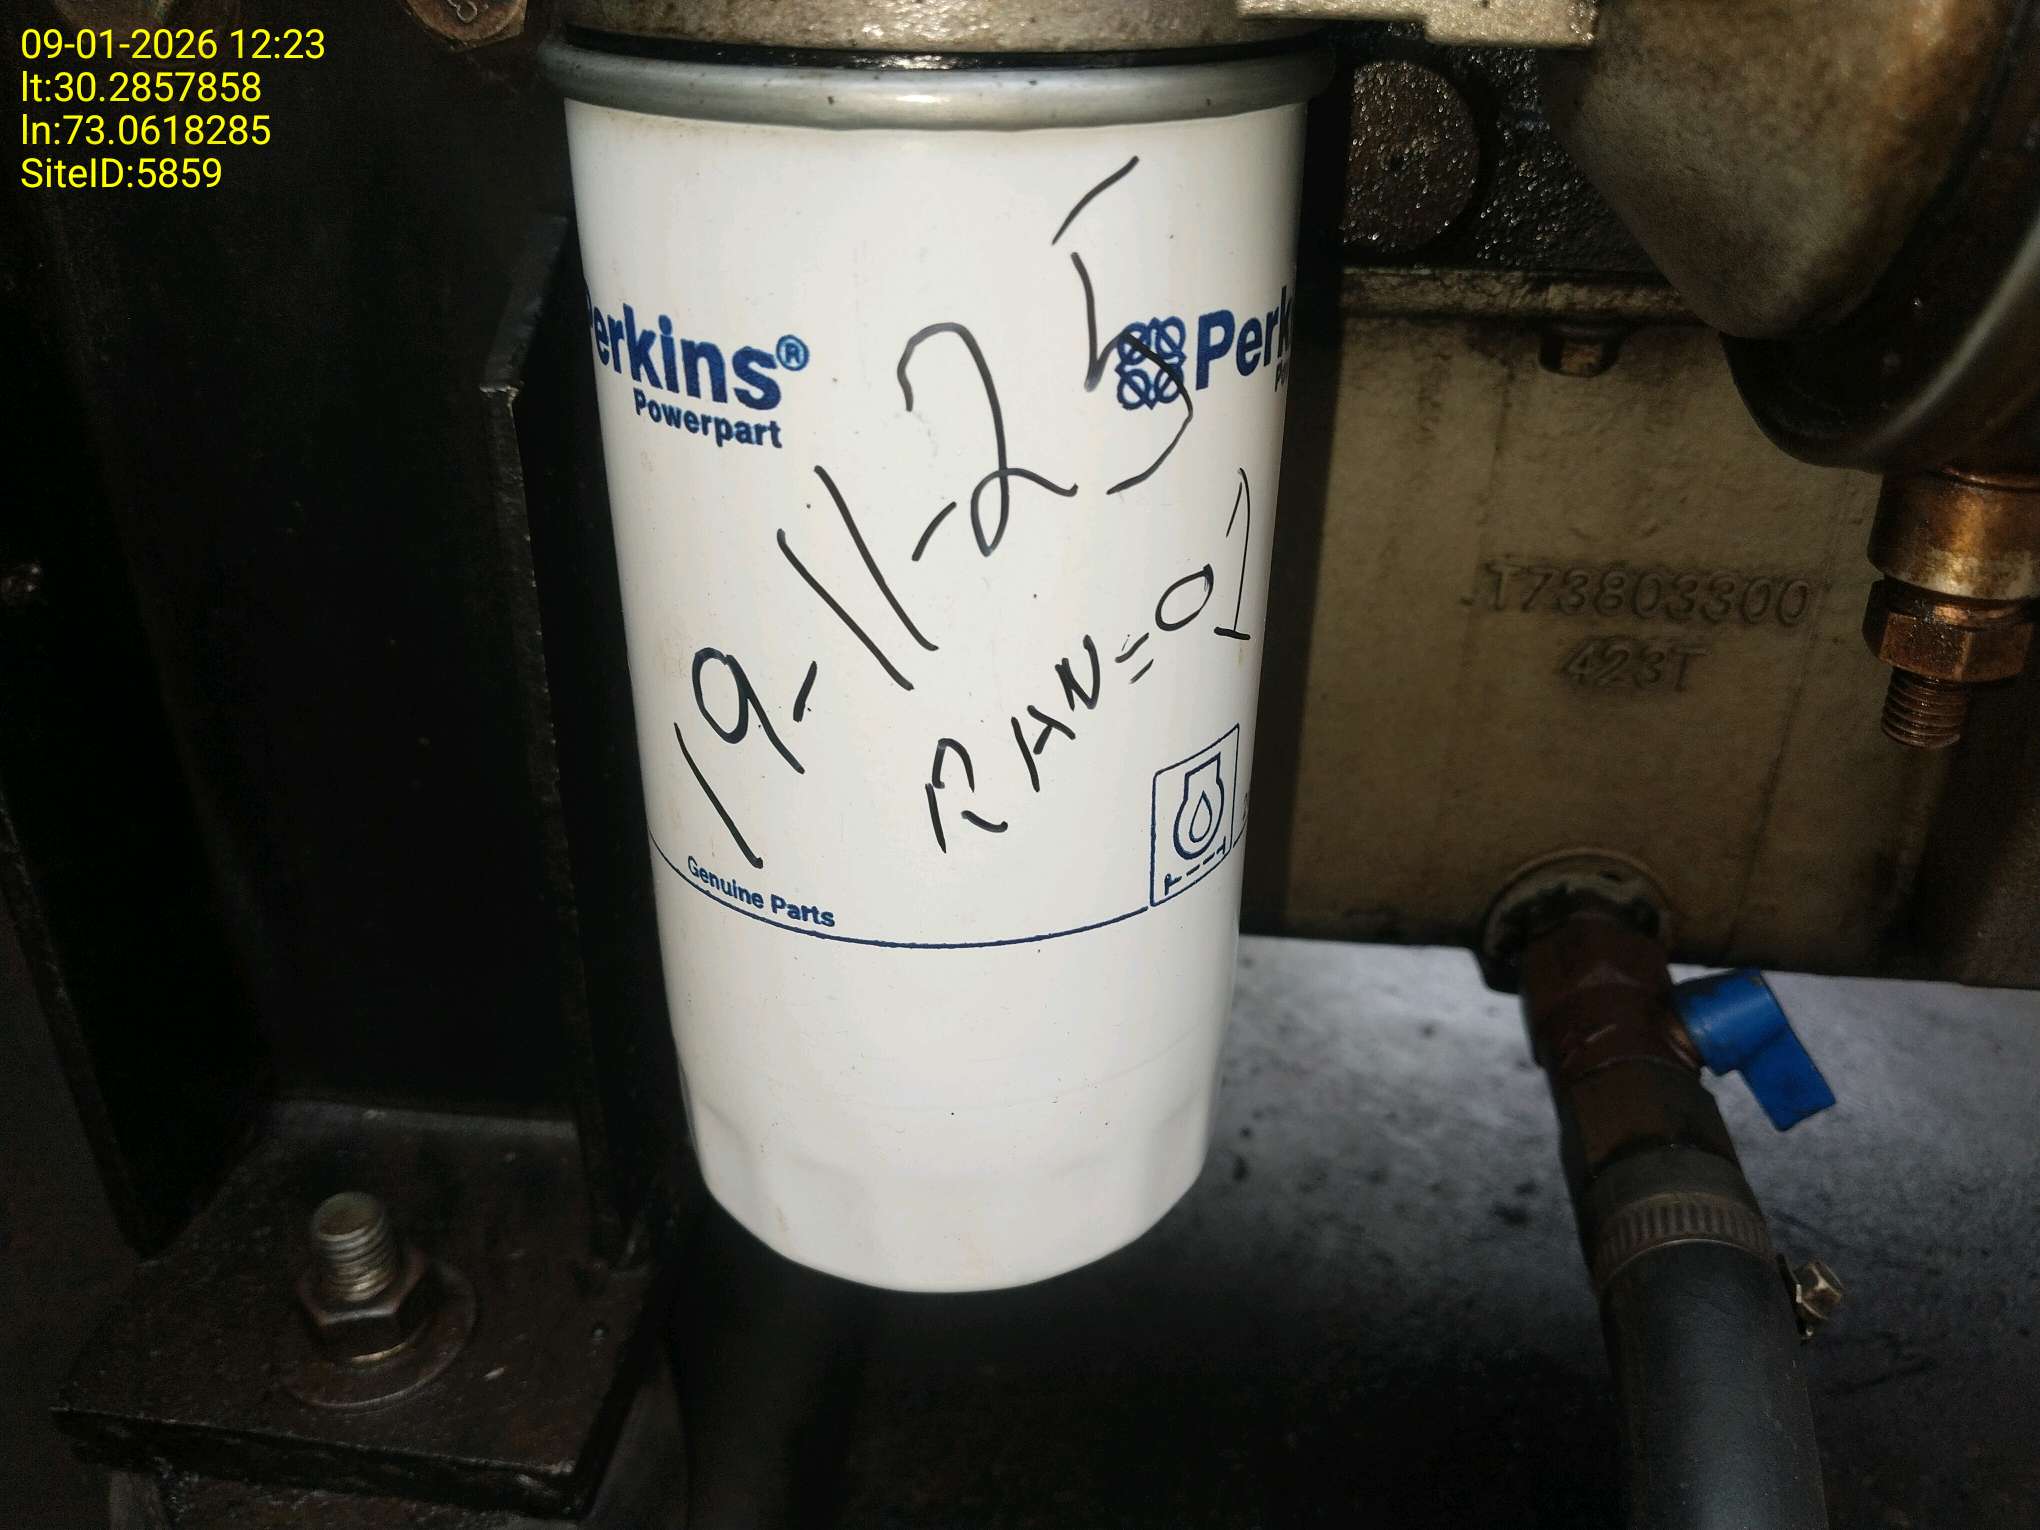 09-01-2026 12:23
lt:30.2857858
ln:73.0618285
SiteID:5859
Perkins®
Powerpart
Perk
19-11-25
RAN=01
Genuine Parts
T73803300
423T